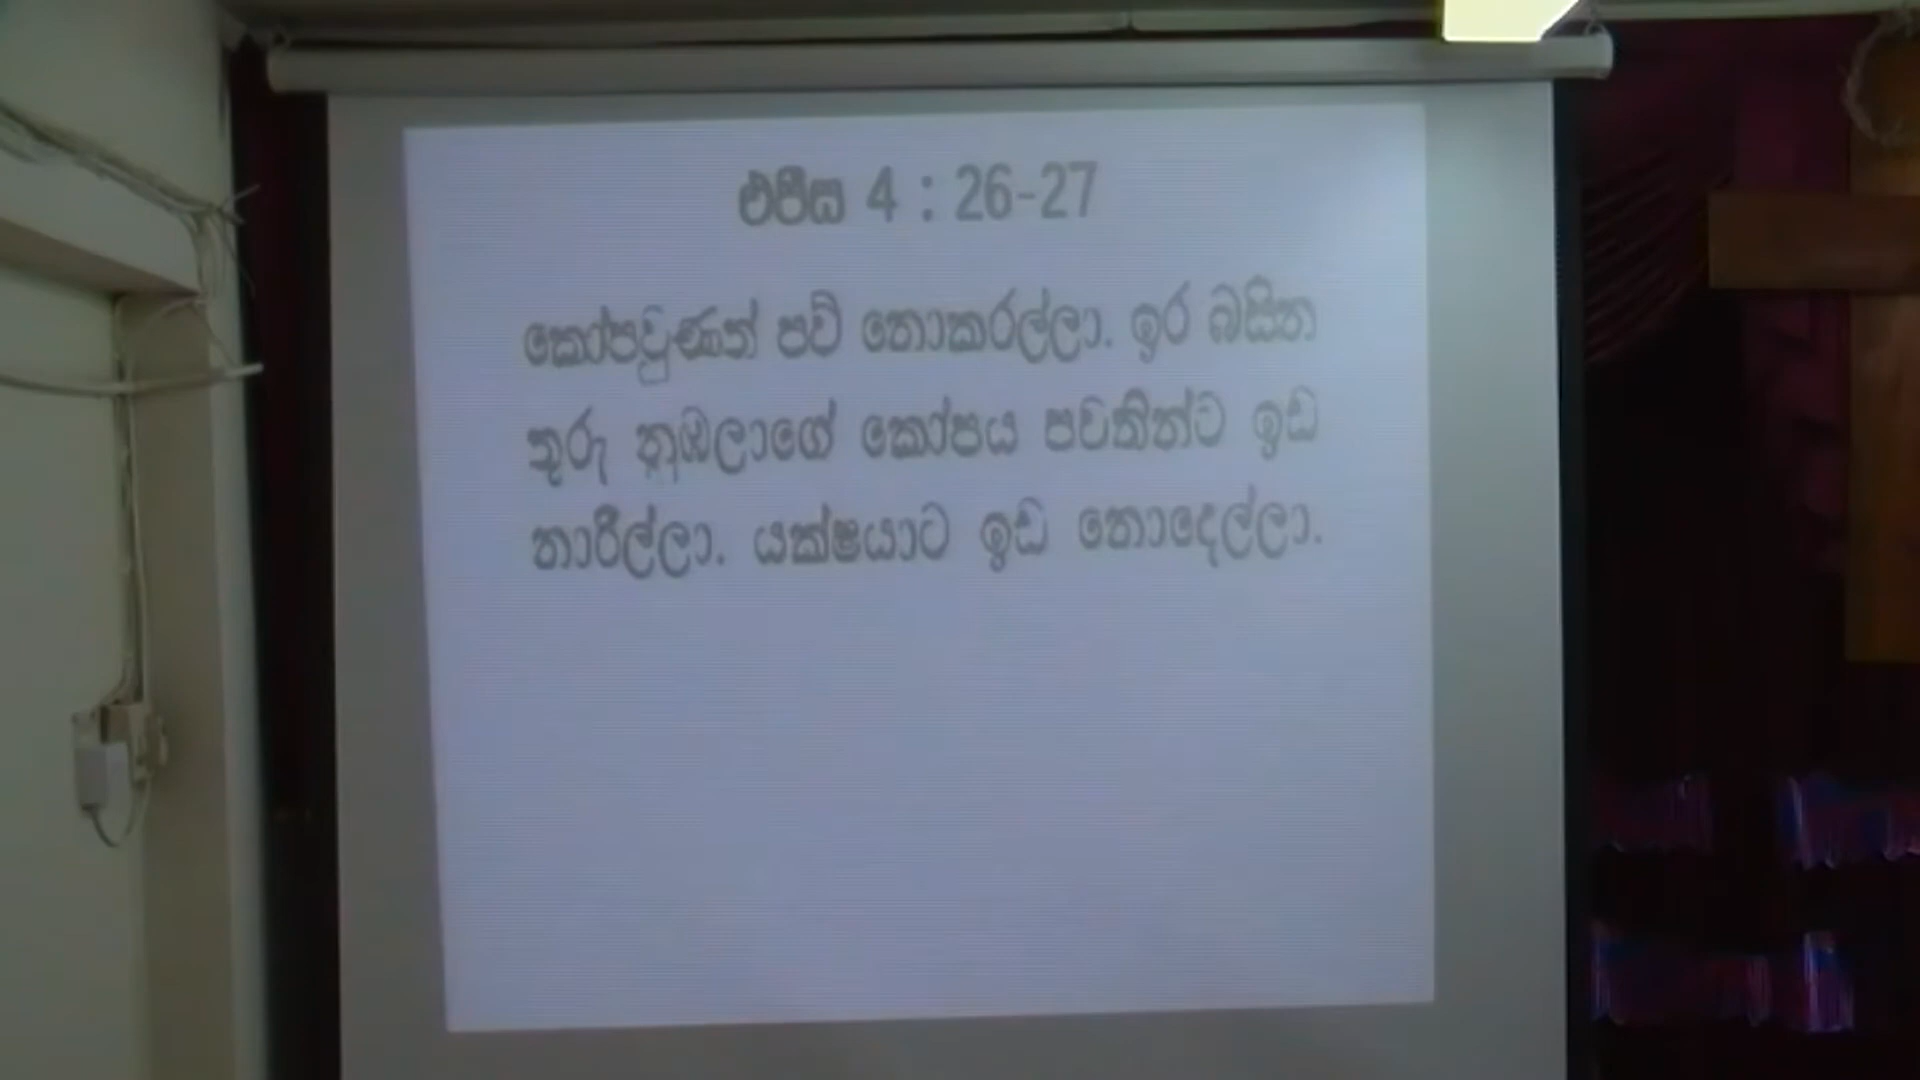 එපීස 4 : 26-27
කෝපවුණත් පව් නොකරල්ලා. ඉර බසින
තුරු නුඹලාගේ කෝපය පවතින්ට ඉඩ
නාරීල්ලා. යක්ෂයාට ඉඩ නොදෙල්ලා.